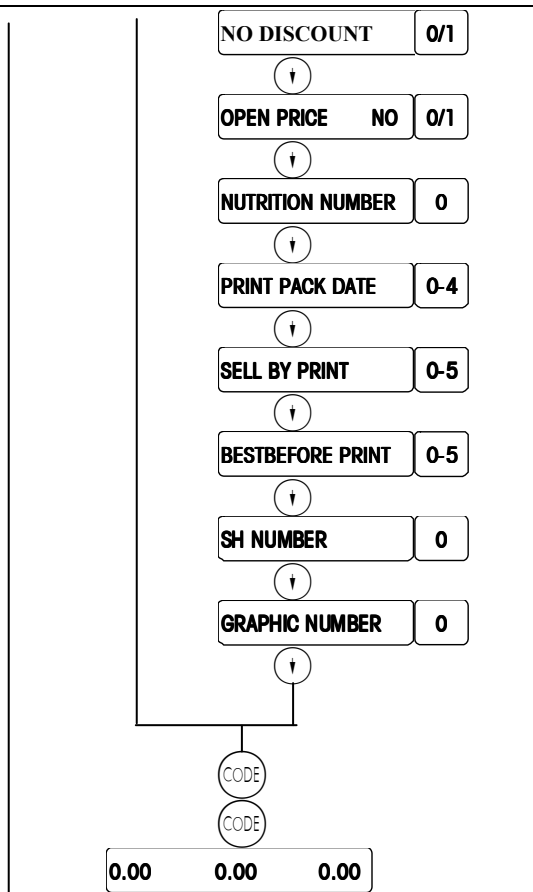 NO DISCOUNT 0/1
OPEN PRICE NO 0/1
NUTRITION NUMBER 0
PRINT PACK DATE 0-4
SELL BY PRINT 0-5
BESTBEFORE PRINT 0-5
SH NUMBER 0
GRAPHIC NUMBER 0
CODE
CODE
0.00 0.00 0.00